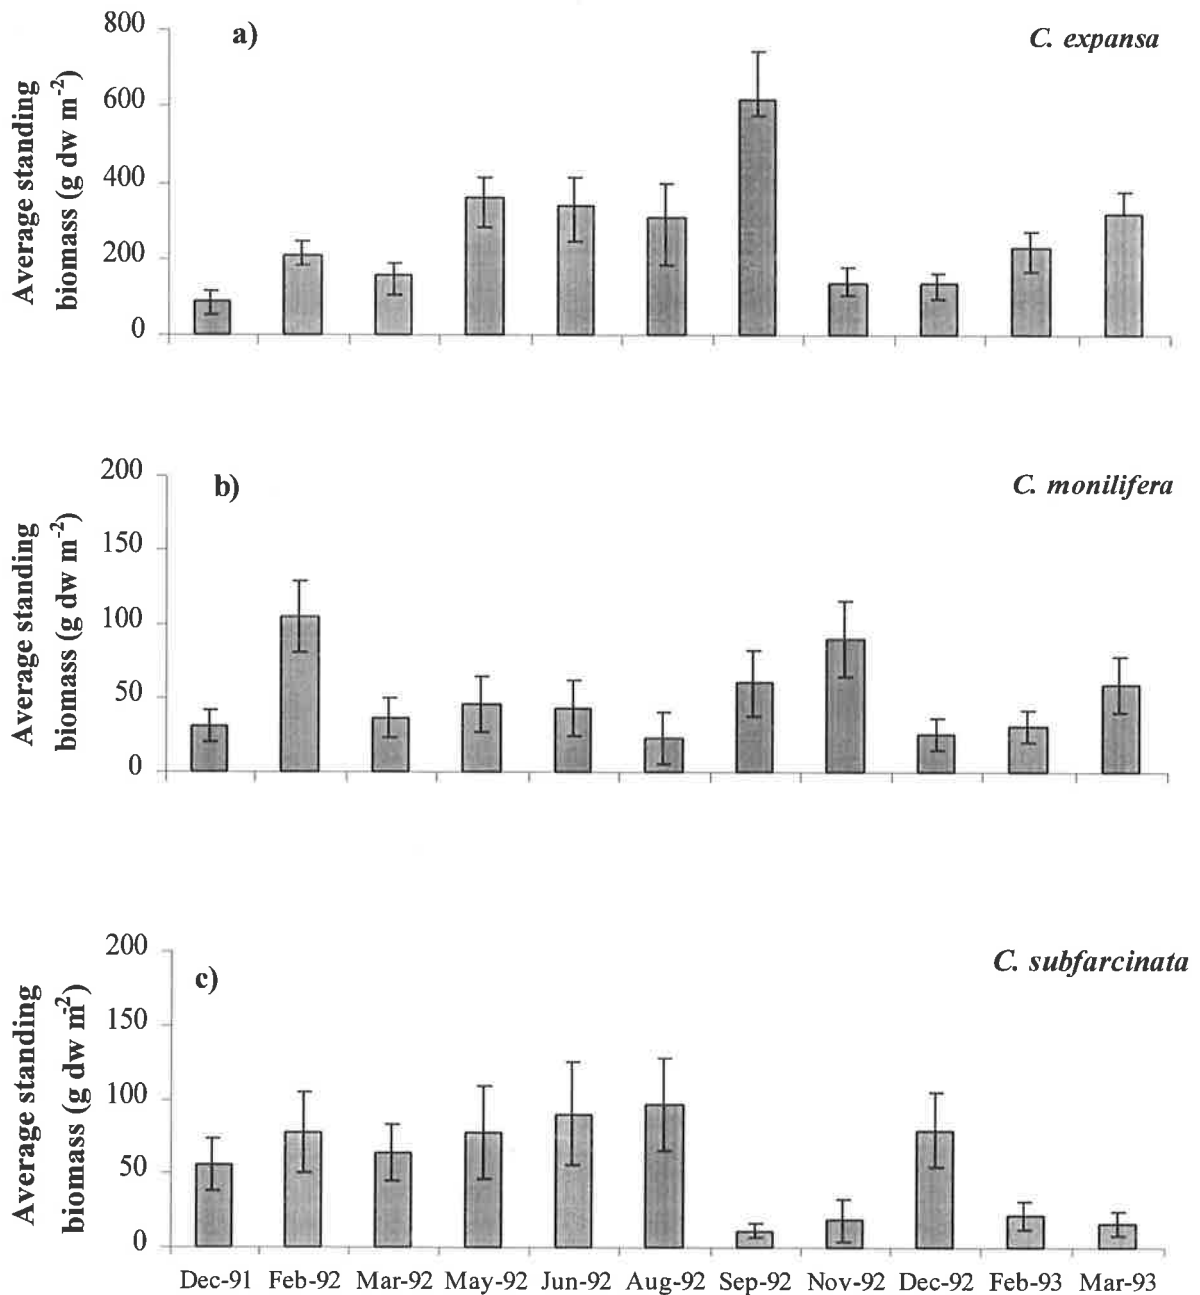 a)
C. expansa
Average standing
biomass (g dw m-2)
800
600
400
200
0
b)
C. monilifera
Average standing
biomass (g dw m-2)
200
150
100
50
0
c)
C. subfarcinata
Average standing
biomass (g dw m-2)
200
150
100
50
0
Dec-91 Feb-92 Mar-92 May-92 Jun-92 Aug-92 Sep-92 Nov-92 Dec-92 Feb-93 Mar-93